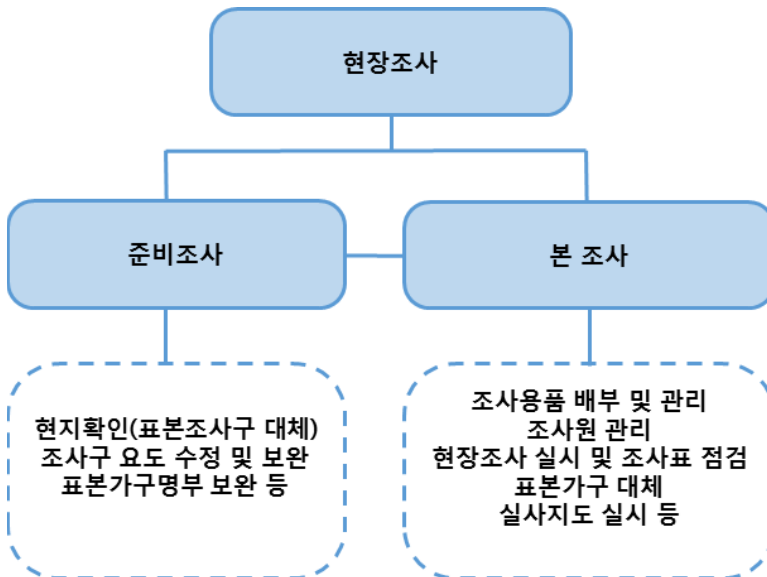 현장조사
준비조사
본 조사
현지확인(표본조사구 대체)
조사구 요도 수정 및 보완
표본가구명부 보완 등
조사용품 배부 및 관리
조사원 관리
현장조사 실시 및 조사표 점검
표본가구 대체
실사지도 실시 등